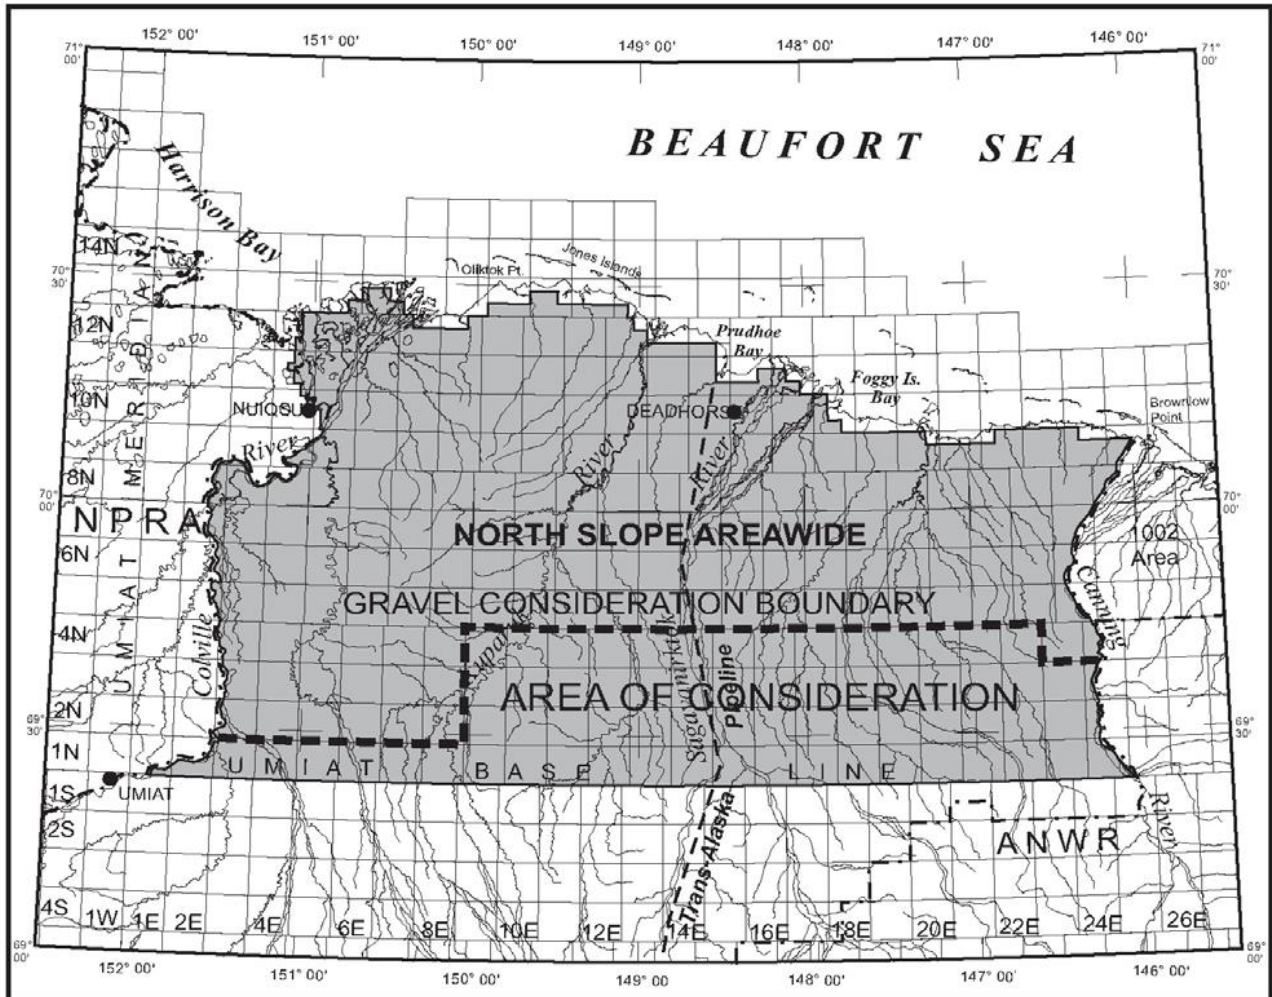 152° 00' 151° 00' 150° 00' 149° 00' 148° 00' 147° 00' 146° 00'
71° 00'
71° 00'
BEAUFORT SEA
Harrison Bay
14N
70° 30'
Oliktok Pt.
Jones Islands
70° 30'
12N
Prudhoe Bay
Foggy Is. Bay
10N
NUIQSU
DEADHORS
Brownlow Point
River
River
River
8N
70° 00'
70° 00'
NPRA
NORTH SLOPE AREAWIDE
1002 Area
6N
UMIAT MERIDIAN
GRAVEL CONSIDERATION BOUNDARY
Canning
4N
Colville
uparuk
Sagavanirktok
Pipeline
AREA OF CONSIDERATION
2N
69° 30'
69° 30'
1N
UMIAT BASE LINE
1S
UMIAT
2S
Trans-Alaska
River
ANWR
4S 1W 1E 2E 4E 6E 8E 10E 12E 14E 16E 18E 20E 22E 24E 26E
69° 00'
69° 00'
152° 00' 151° 00' 150° 00' 149° 00' 148° 00' 147° 00' 146° 00'